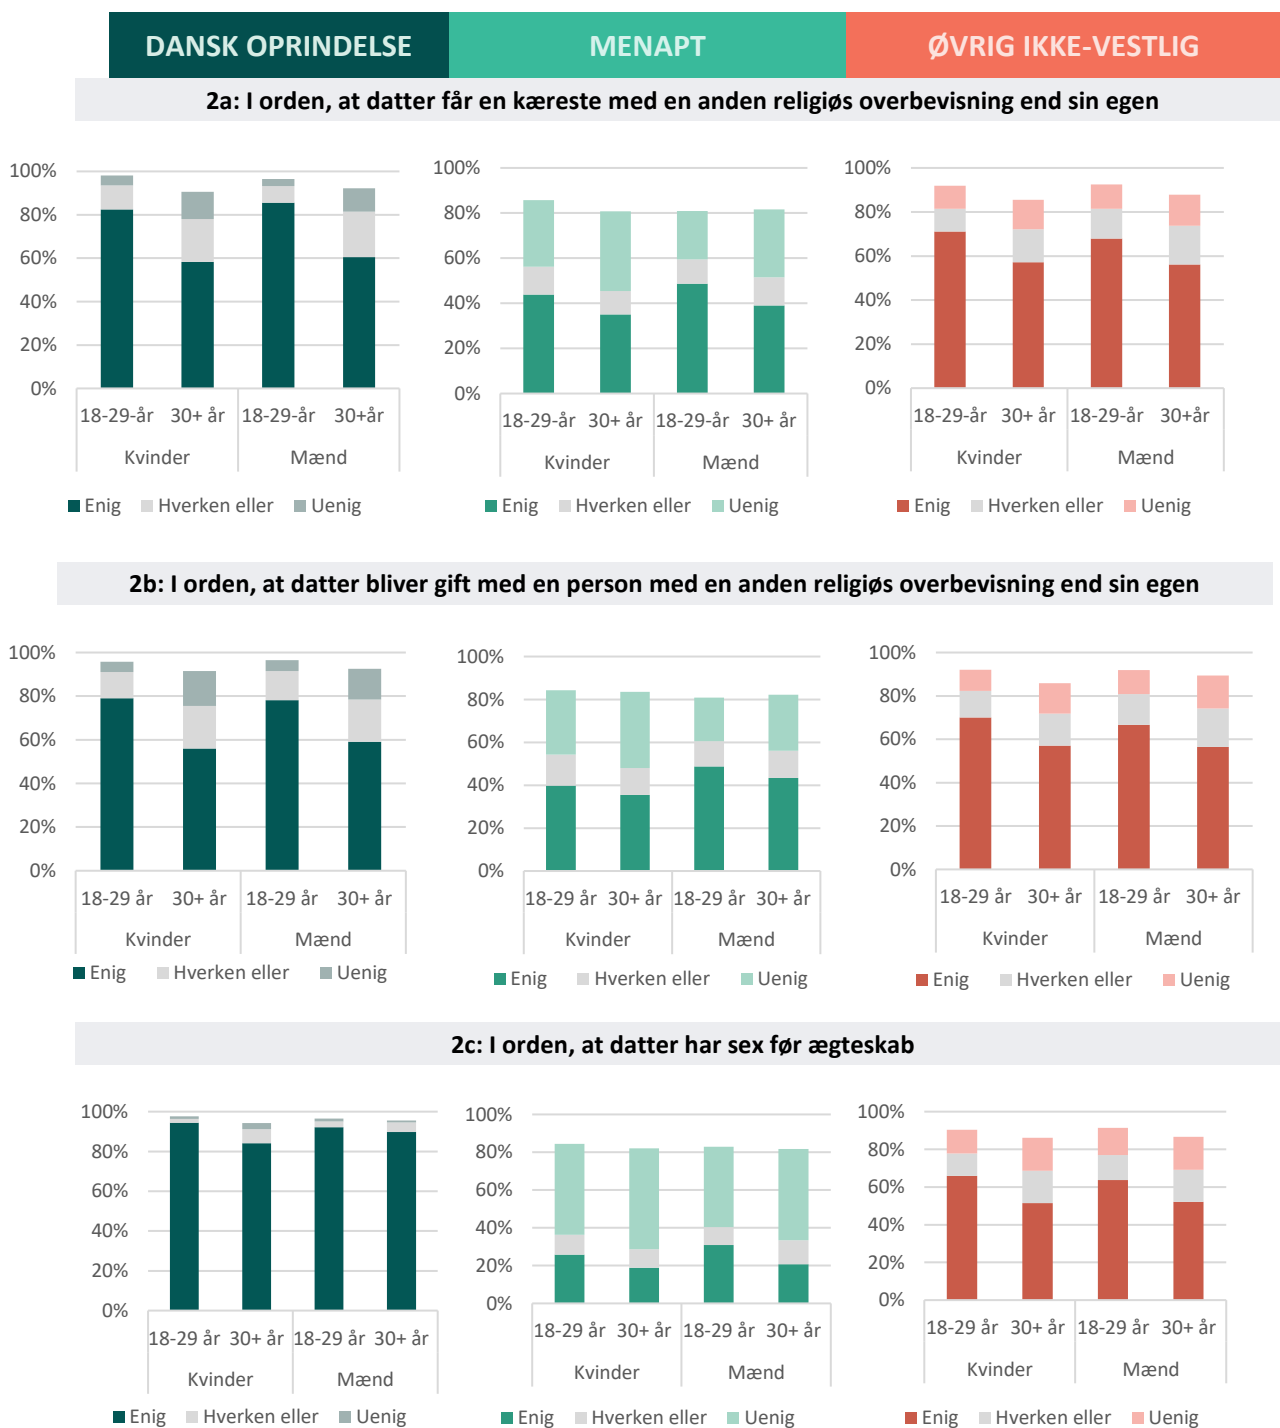 DANSK OPRINDELSE MENAPT ØVRIG IKKE-VESTLIG
2a: I orden, at datter får en kæreste med en anden religiøs overbevisning end sin egen
100%
80%
60%
40%
20%
0%
18-29-år 30+ år 18-29-år 30+år
Kvinder Mænd
Enig Hverken eller Uenig
100%
80%
60%
40%
20%
0%
18-29-år 30+ år 18-29-år 30+ år
Kvinder Mænd
Enig Hverken eller Uenig
100%
80%
60%
40%
20%
0%
18-29-år 30+ år 18-29-år 30+år
Kvinder Mænd
Enig Hverken eller Uenig
2b: I orden, at datter bliver gift med en person med en anden religiøs overbevisning end sin egen
100%
80%
60%
40%
20%
0%
18-29 år 30+ år 18-29 år 30+ år
Kvinder Mænd
Enig Hverken eller Uenig
100%
80%
60%
40%
20%
0%
18-29 år 30+ år 18-29 år 30+ år
Kvinder Mænd
Enig Hverken eller Uenig
100%
80%
60%
40%
20%
0%
18-29 år 30+ år 18-29 år 30+ år
Kvinder Mænd
Enig Hverken eller Uenig
2c: I orden, at datter har sex før ægteskab
100%
80%
60%
40%
20%
0%
18-29 år 30+ år 18-29 år 30+ år
Kvinder Mænd
Enig Hverken eller Uenig
100%
80%
60%
40%
20%
0%
18-29 år 30+ år 18-29 år 30+ år
Kvinder Mænd
Enig Hverken eller Uenig
100%
80%
60%
40%
20%
0%
18-29 år 30+ år 18-29 år 30+ år
Kvinder Mænd
Enig Hverken eller Uenig